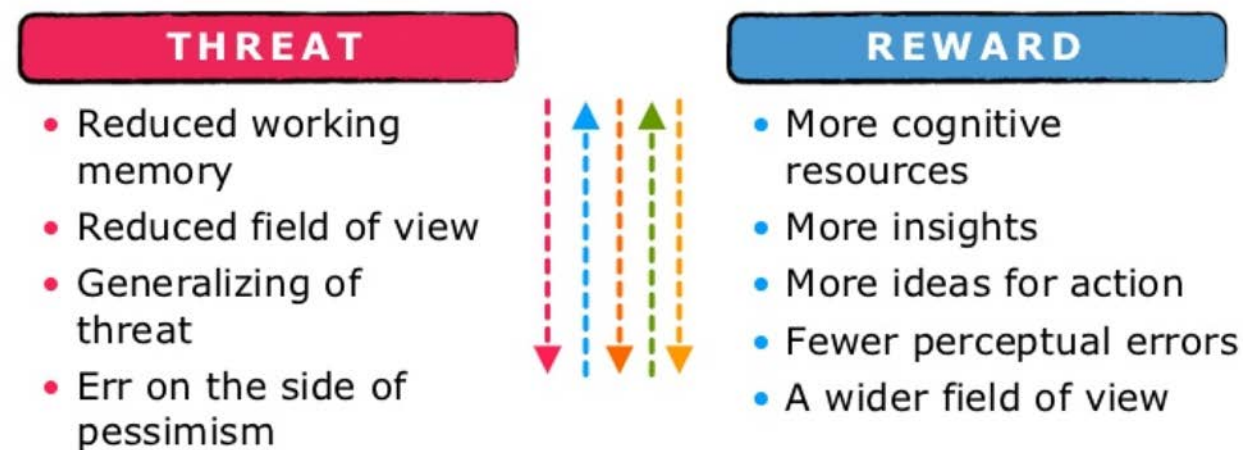 THREAT
• Reduced working
memory
• Reduced field of view
• Generalizing of
threat
• Err on the side of
pessimism
REWARD
• More cognitive
resources
• More insights
• More ideas for action
• Fewer perceptual errors
• A wider field of view